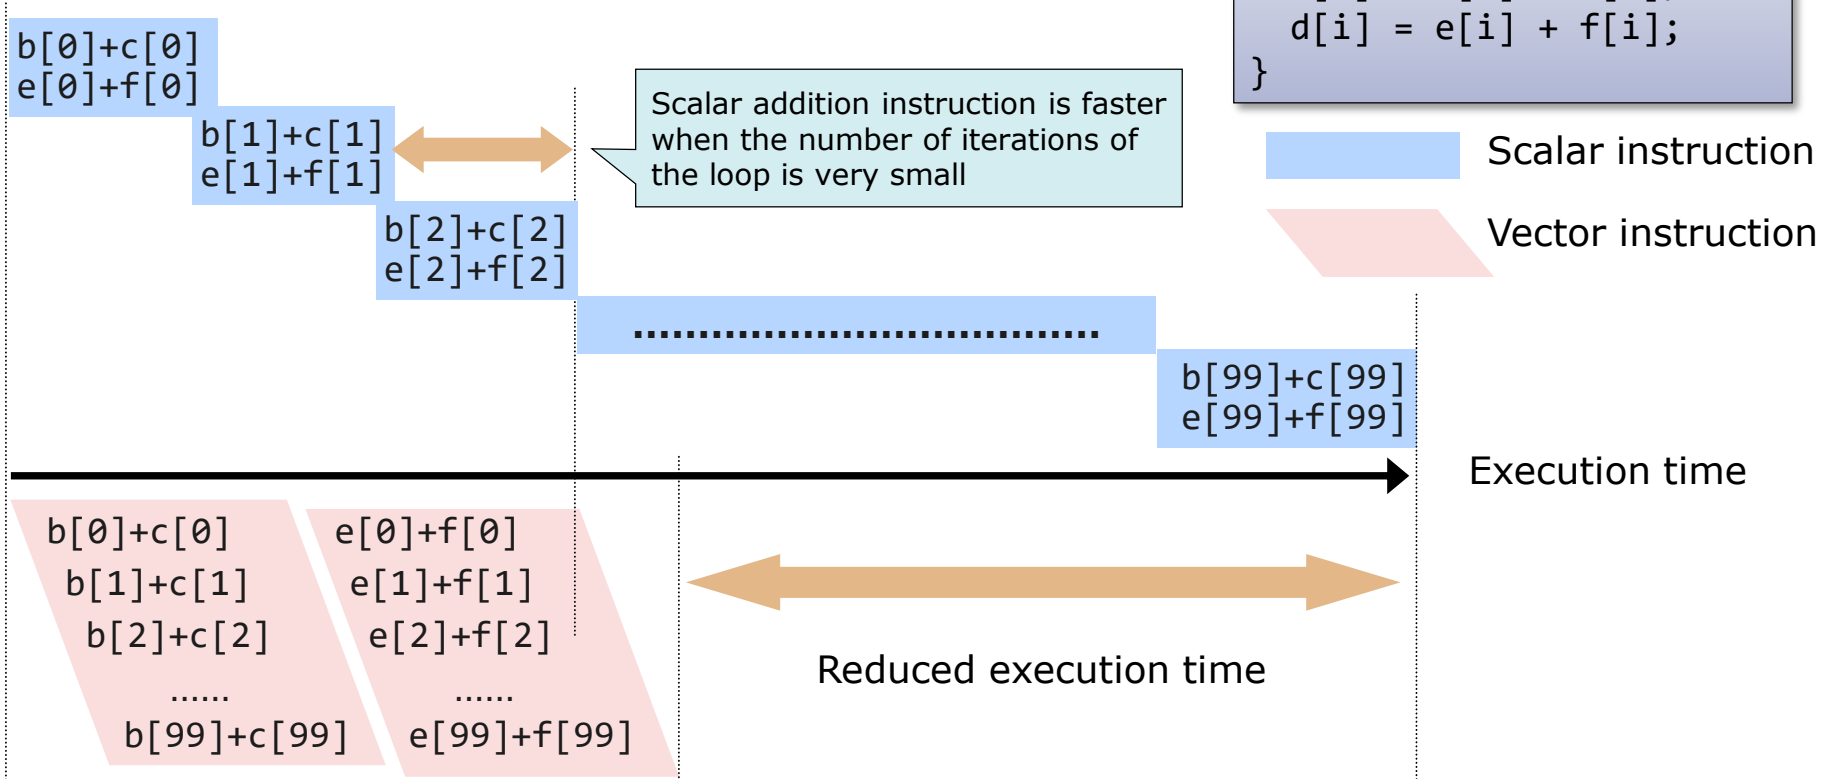 d[i] = e[i] + f[i];
}
b[0]+c[0]
e[0]+f[0]
b[1]+c[1]
e[1]+f[1]
Scalar addition instruction is faster
when the number of iterations of
the loop is very small
Scalar instruction
Vector instruction
b[2]+c[2]
e[2]+f[2]
....................................
b[99]+c[99]
e[99]+f[99]
Execution time
b[0]+c[0]
b[1]+c[1]
b[2]+c[2]
......
b[99]+c[99]
e[0]+f[0]
e[1]+f[1]
e[2]+f[2]
......
e[99]+f[99]
Reduced execution time